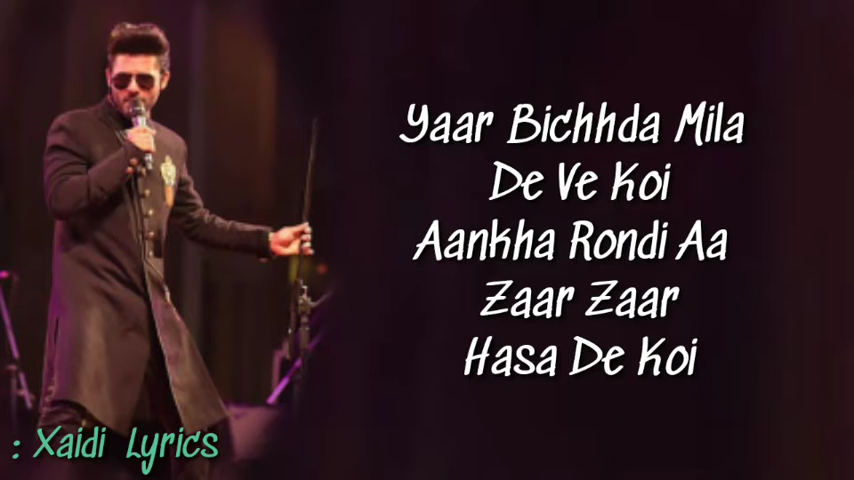 Yaar Bichhda Mila
De Ve Koi
Aankha Rondi Aa
Zaar Zaar
Hasa De Koi
: Xaidi Lyrics